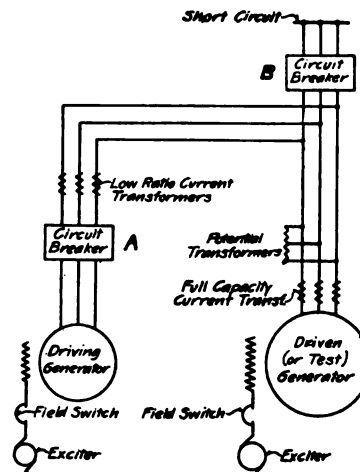 Short Circuit
B
Circuit
Breaker
Low Ratio Current
Transformers
Circuit
Breaker
A
Potential
Transformers
Full Capacity
Current Transf.
Driving
Generator
Driven
(or Test)
Generator
Field Switch
Field Switch
Exciter
Exciter